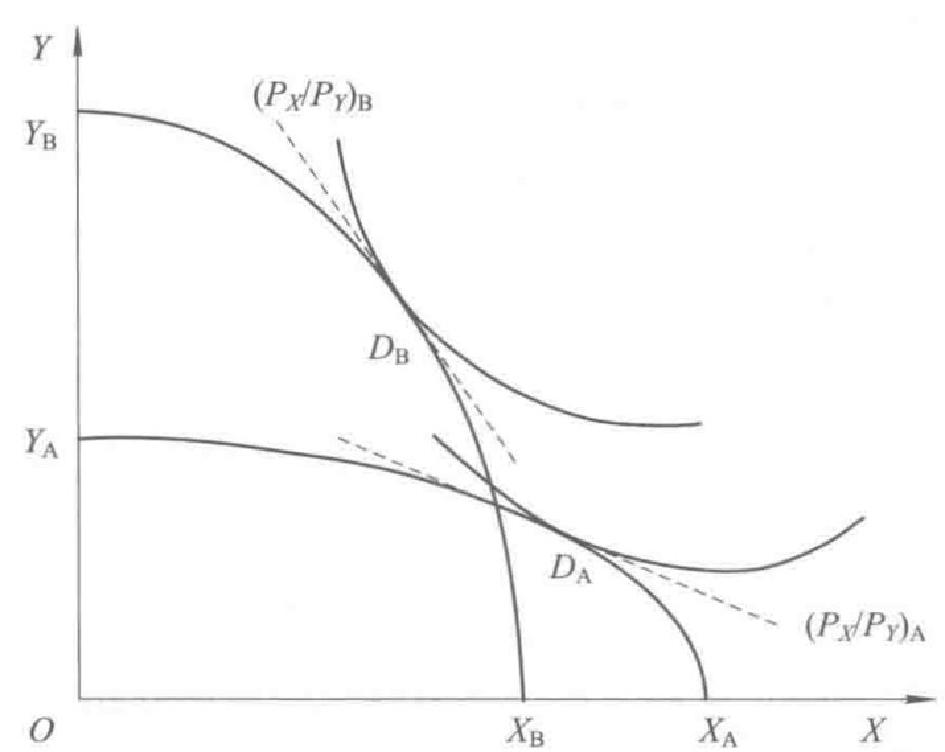 Y
(P_X/P_Y)_B
Y_B
D_B
Y_A
D_A
(P_X/P_Y)_A
O
X_B
X_A
X